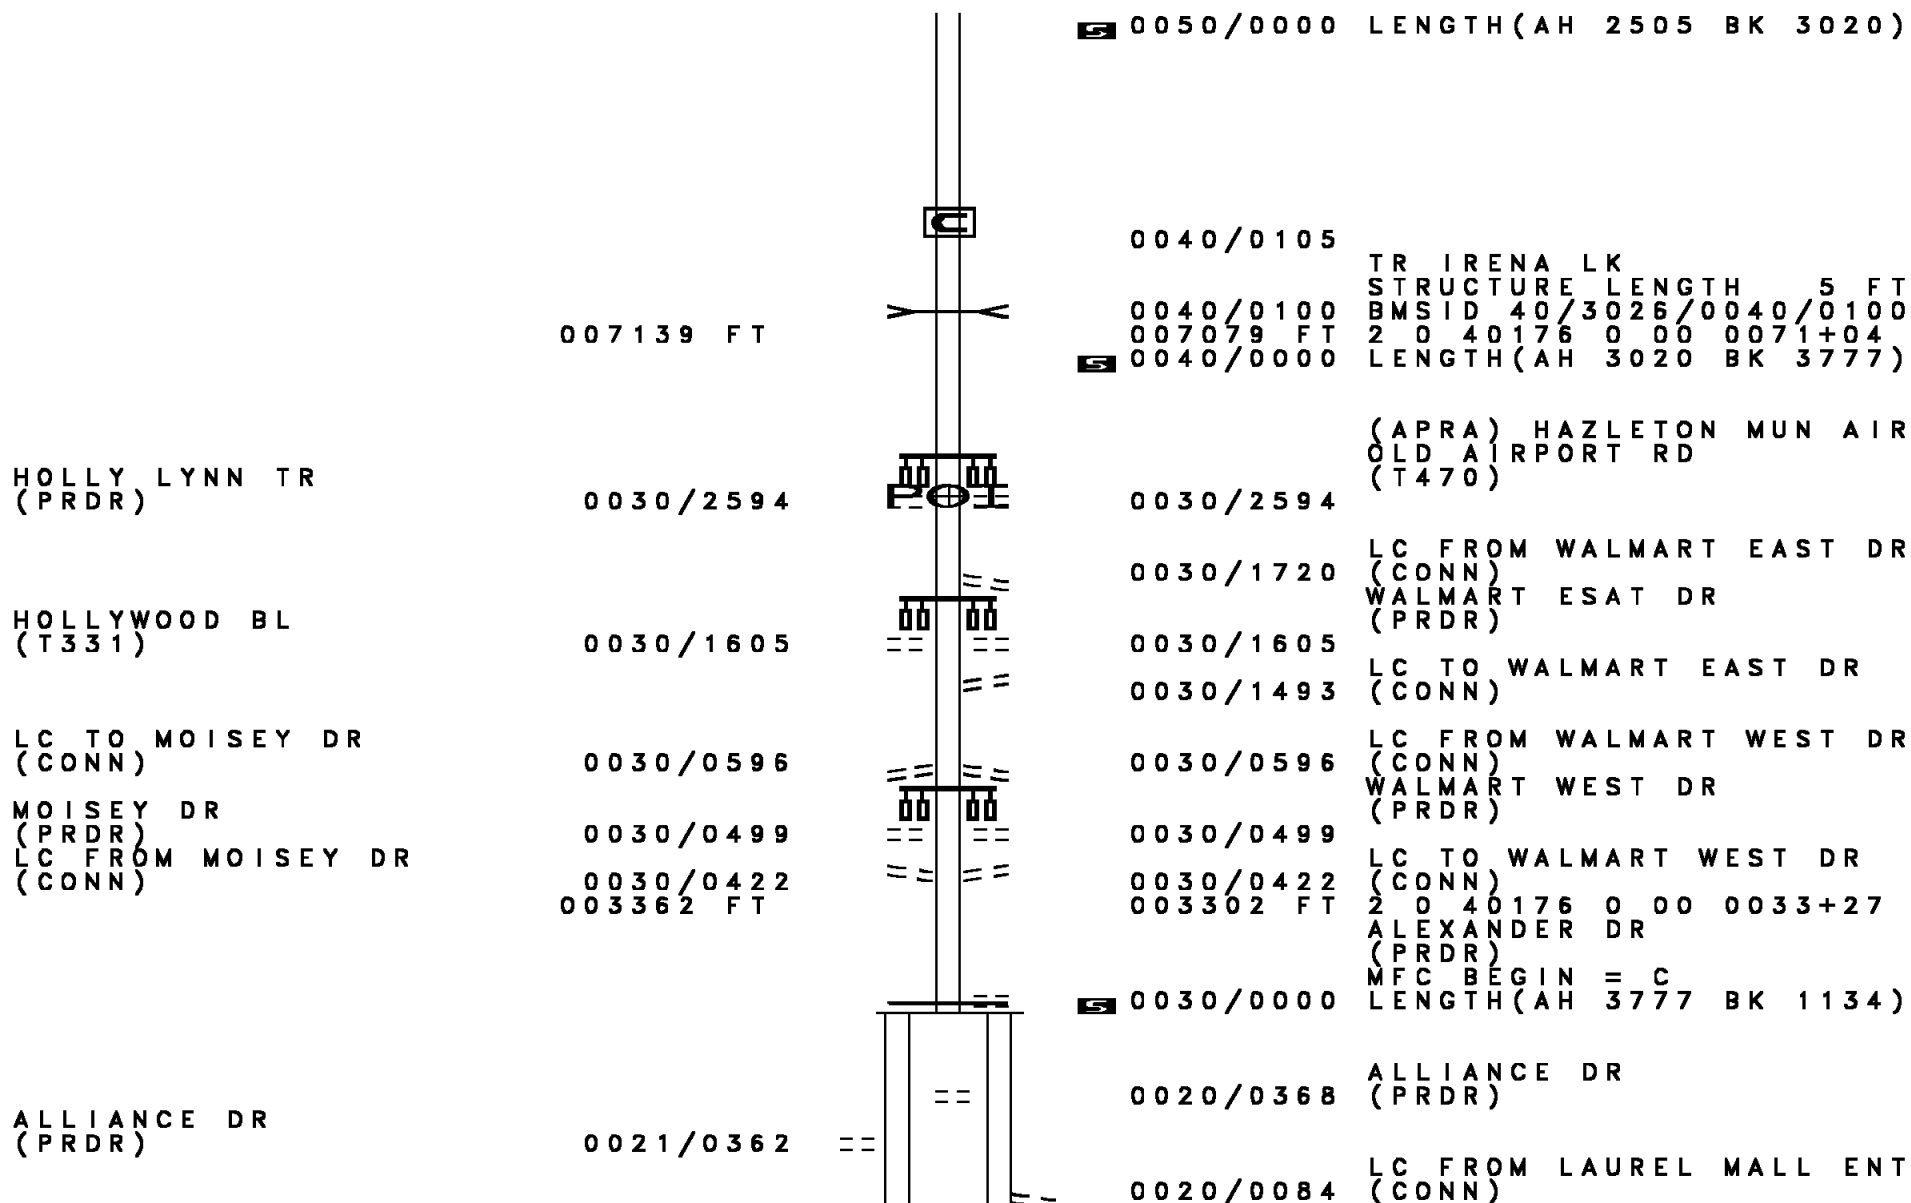 S 0050/0000 LENGTH(AH 2505 BK 3020)
C
0040/0105
TR IRENA LK
STRUCTURE LENGTH 5 FT
0040/0100 BMSID 40/3026/0040/0100
007139 FT 007079 FT 2 0 40176 0 00 0071+04
S 0040/0000 LENGTH(AH 3020 BK 3777)
(APRA) HAZLETON MUN AIR
OLD AIRPORT RD
HOLLY LYNN TR (T470)
(PRDR) 0030/2594 POI 0030/2594
LC FROM WALMART EAST DR
0030/1720 (CONN)
WALMART ESAT DR
HOLLYWOOD BL (PRDR)
(T331) 0030/1605 0030/1605
LC TO WALMART EAST DR
0030/1493 (CONN)
LC TO MOISEY DR LC FROM WALMART WEST DR
(CONN) 0030/0596 0030/0596 (CONN)
WALMART WEST DR
MOISEY DR (PRDR)
(PRDR) 0030/0499 0030/0499
LC FROM MOISEY DR LC TO WALMART WEST DR
(CONN) 0030/0422 0030/0422 (CONN)
003362 FT 003302 FT 2 0 40176 0 00 0033+27
ALEXANDER DR
(PRDR)
MFC BEGIN = C
S 0030/0000 LENGTH(AH 3777 BK 1134)
ALLIANCE DR
0020/0368 (PRDR)
ALLIANCE DR
(PRDR) 0021/0362
LC FROM LAUREL MALL ENT
0020/0084 (CONN)